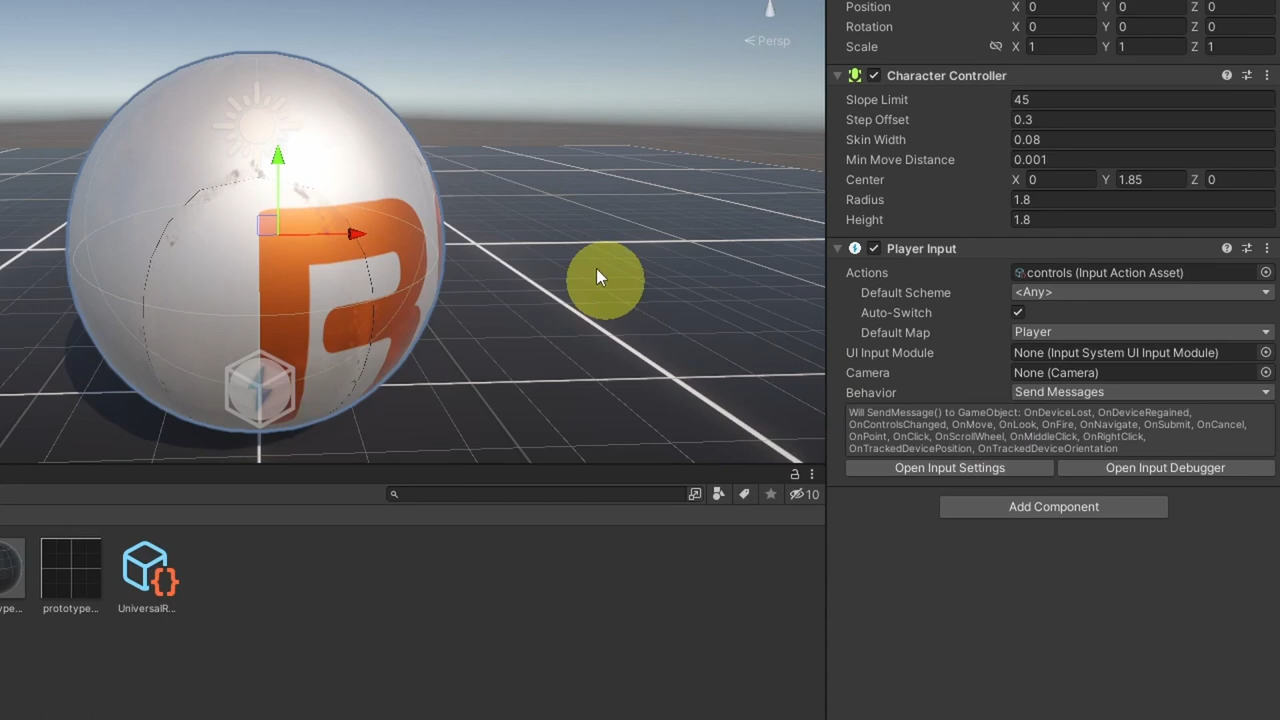 Position X 0 Y 0 Z 0
Rotation X 0 Y 0 Z 0
Scale X 1 Y 1 Z 1
Persp
Character Controller
Slope Limit 45
Step Offset 0.3
Skin Width 0.08
Min Move Distance 0.001
Center X 0 Y 1.85 Z 0
Radius 1.8
Height 1.8
Player Input
Actions controls (Input Action Asset)
Default Scheme <Any>
Auto-Switch
Default Map Player
UI Input Module None (Input System UI Input Module)
Camera None (Camera)
Behavior Send Messages
Will SendMessage() to GameObject: OnDeviceLost, OnDeviceRegained,
OnControlsChanged, OnMove, OnLook, OnFire, OnNavigate, OnSubmit, OnCancel,
OnPoint, OnClick, OnScrollWheel, OnMiddleClick, OnRightClick,
OnTrackedDevicePosition, OnTrackedDeviceOrientation
Open Input Settings Open Input Debugger
Add Component
10
ype... prototype... UniversalR...